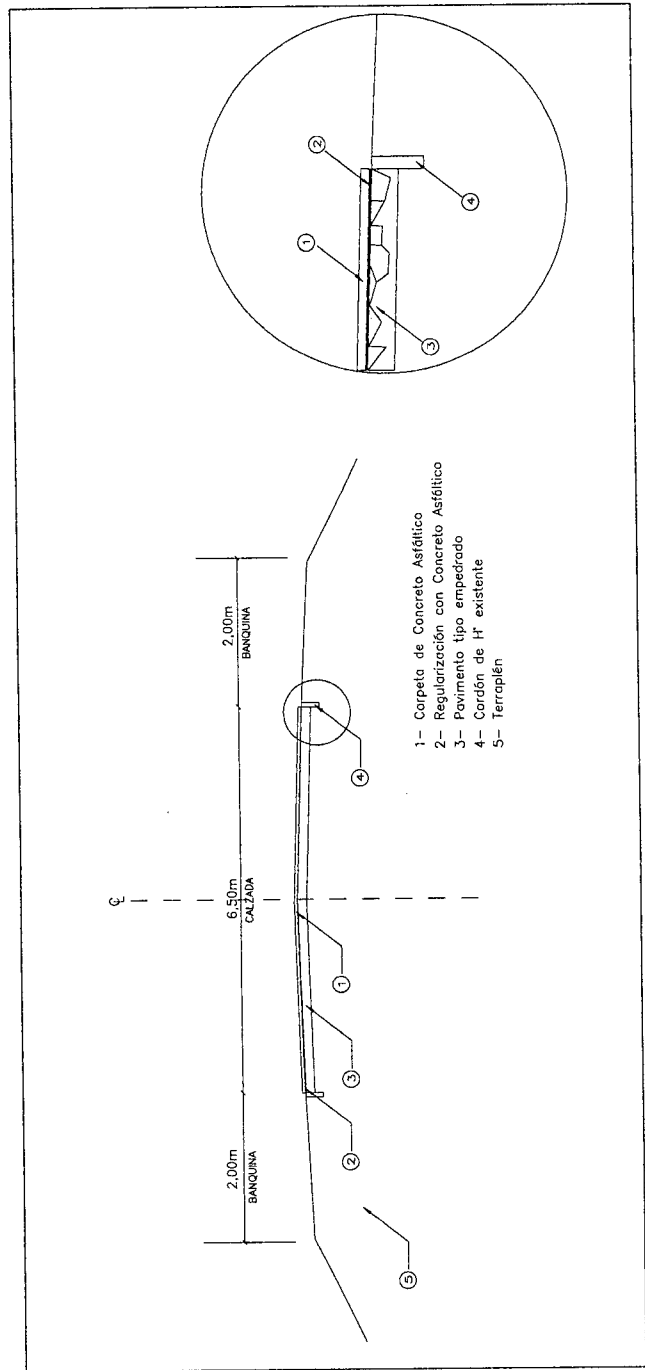 2,00m
BANQUINA
6,50m
CALZADA
2,00m
BANQUINA
℄
5
2
3
1
4
1- Carpeta de Concreto Asfáltico
2- Regularización con Concreto Asfáltico
3- Pavimento tipo empedrado
4- Cordón de H° existente
5- Terraplén
3
1
2
4